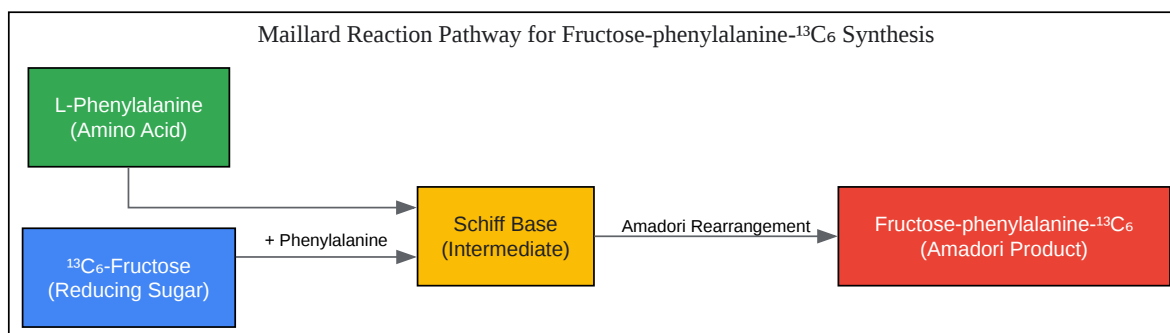 Maillard Reaction Pathway for Fructose-phenylalanine-¹³C₆ Synthesis
L-Phenylalanine
(Amino Acid)
¹³C₆-Fructose
(Reducing Sugar)
+ Phenylalanine
Schiff Base
(Intermediate)
Amadori Rearrangement
Fructose-phenylalanine-¹³C₆
(Amadori Product)